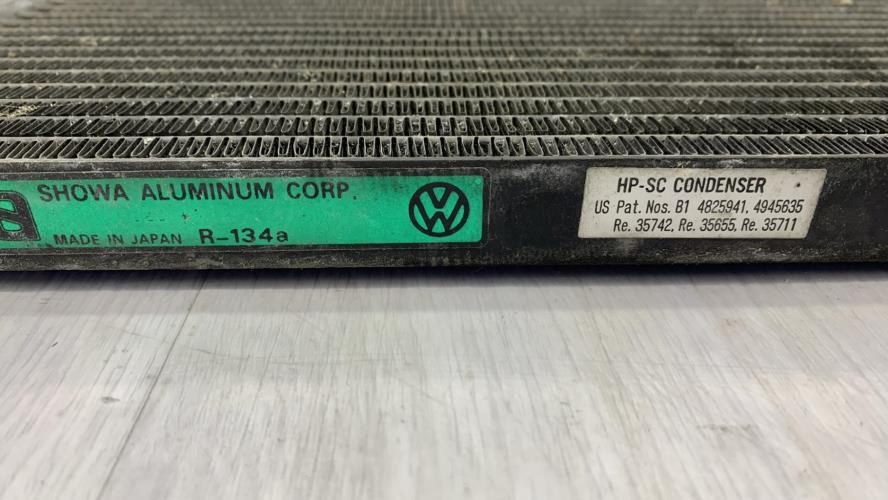 SHOWA ALUMINUM CORP.
MADE IN JAPAN R-134a
HP-SC CONDENSER
US Pat. Nos. B1 4825941, 4945635
Re. 35742, Re. 35655, Re. 35711